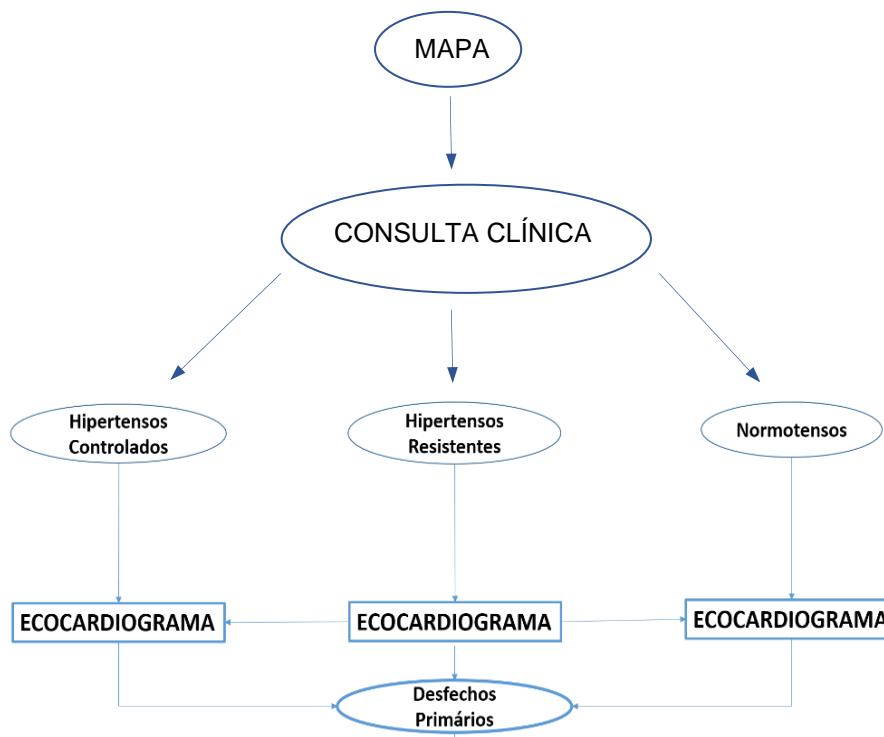 MAPA
CONSULTA CLÍNICA
Hipertensos
Controlados
Hipertensos
Resistentes
Normotensos
ECOCARDIOGRAMA
ECOCARDIOGRAMA
ECOCARDIOGRAMA
Desfechos
Primários